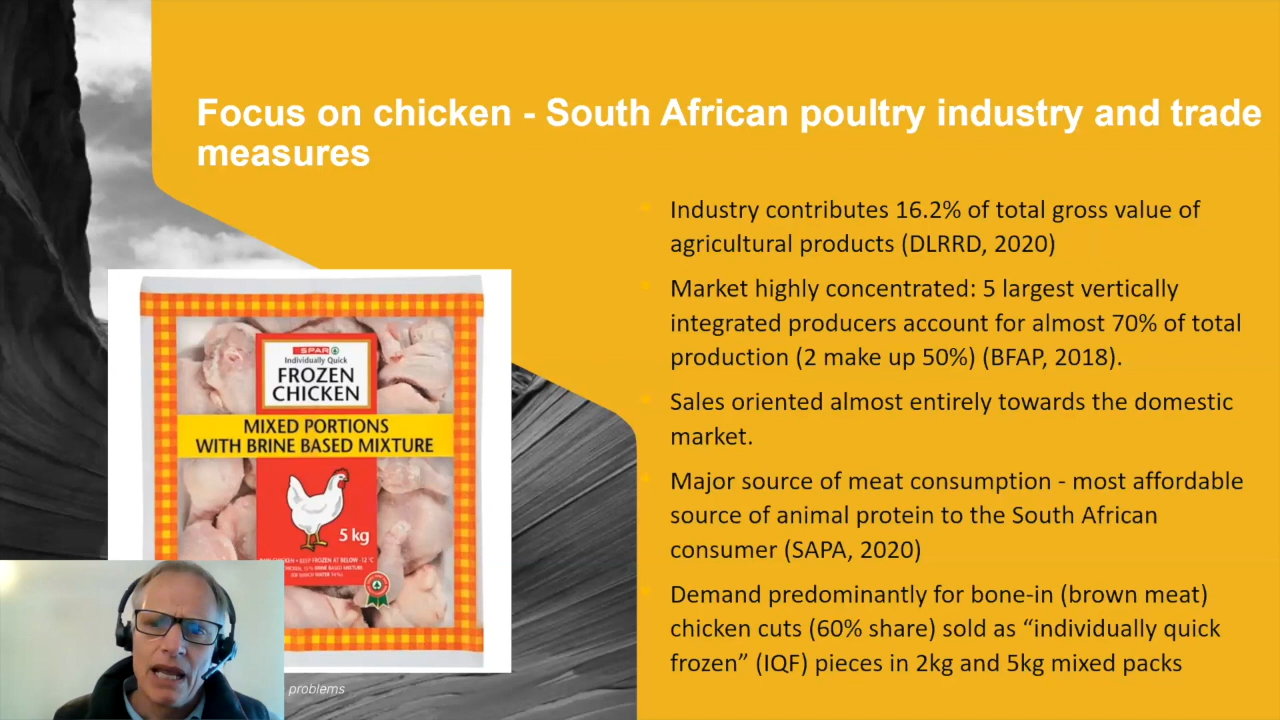 Focus on chicken - South African poultry industry and trade
measures
Industry contributes 16.2% of total gross value of
agricultural products (DLRRD, 2020)
Market highly concentrated: 5 largest vertically
integrated producers account for almost 70% of total
production (2 make up 50%) (BFAP, 2018).
Sales oriented almost entirely towards the domestic
market.
Major source of meat consumption - most affordable
source of animal protein to the South African
consumer (SAPA, 2020)
Demand predominantly for bone-in (brown meat)
chicken cuts (60% share) sold as “individually quick
frozen” (IQF) pieces in 2kg and 5kg mixed packs
SPAR
Individually Quick
FROZEN
CHICKEN
MIXED PORTIONS
WITH BRINE BASED MIXTURE
5 kg
KEEP FROZEN AT BELOW -12 °C
problems